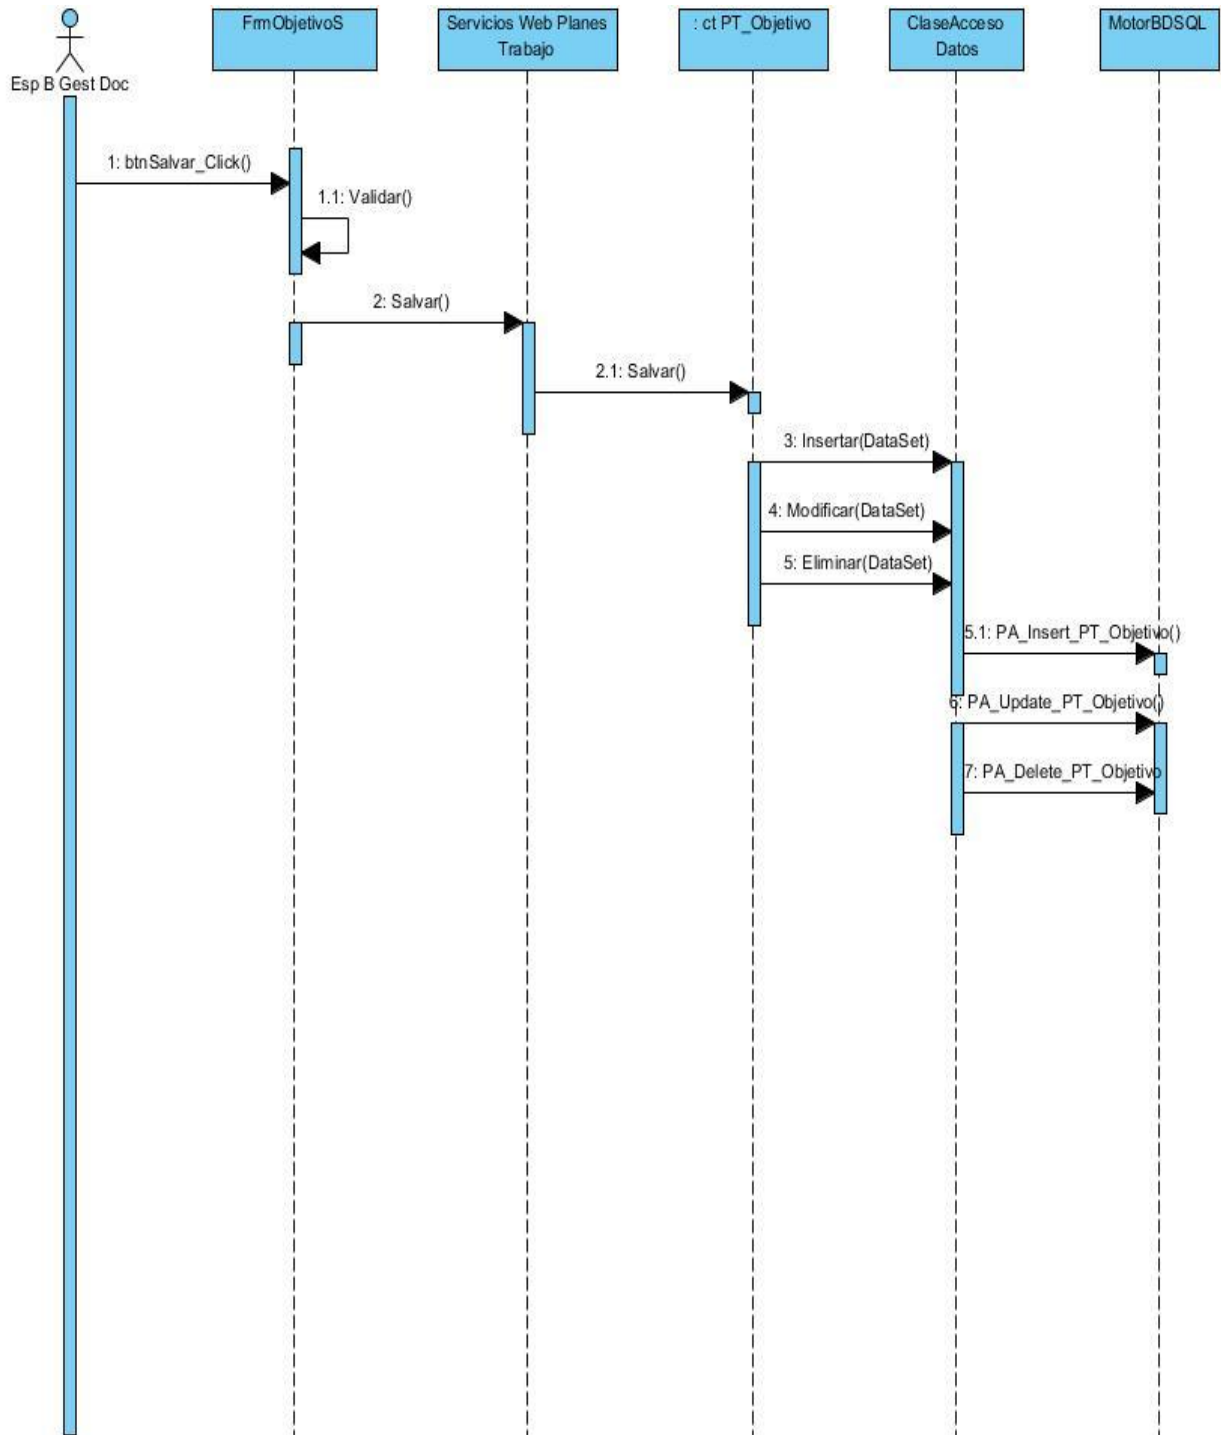 Esp B Gest Doc
FrmObjetivoS
Servicios Web Planes
Trabajo
: ct PT_Objetivo
ClaseAcceso
Datos
MotorBDSQL
1: btnSalvar_Click()
1.1: Validar()
2: Salvar()
2.1: Salvar()
3: Insertar(DataSet)
4: Modificar(DataSet)
5: Eliminar(DataSet)
5.1: PA_Insert_PT_Objetivo()
6: PA_Update_PT_Objetivo()
7: PA_Delete_PT_Objetivo